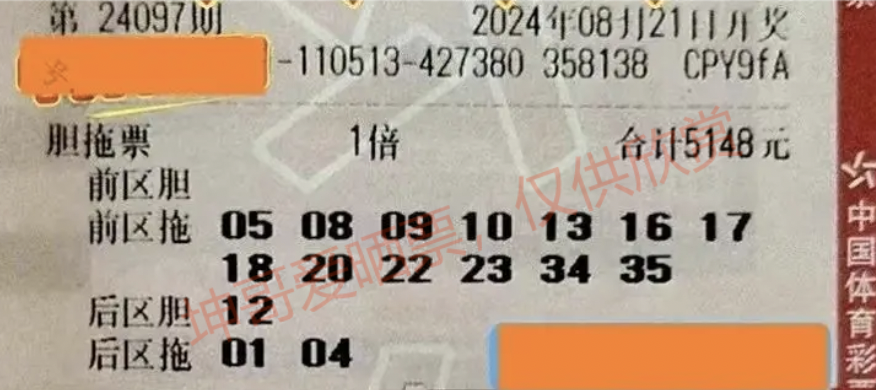 第 24097期 2024年08月21日开奖
-110513-427380 358138 CPY9fA
胆拖票 1倍 合计5148元
前区胆
前区拖 05 08 09 10 13 16 17
18 20 22 23 34 35
后区胆 12
后区拖 01 04
坤哥爱晒票，仅供欣赏
中国体育彩